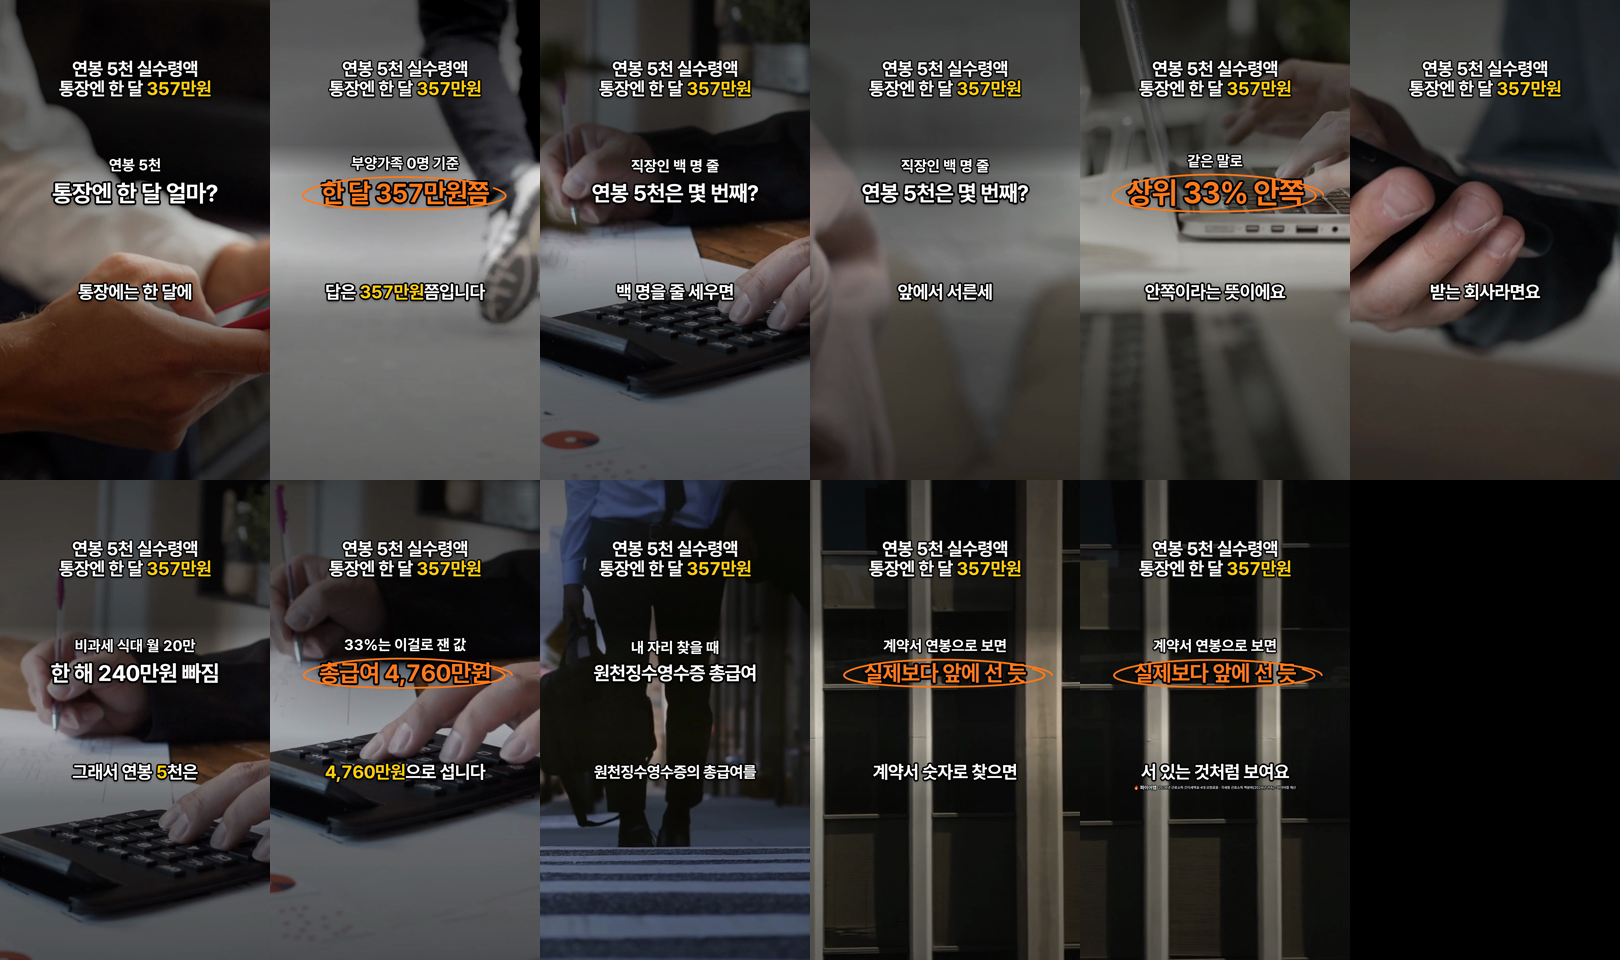 연봉 5천 실수령액
통장엔 한 달 357만원
연봉 5천
통장엔 한 달 얼마?
통장에는 한 달에
연봉 5천 실수령액
통장엔 한 달 357만원
부양가족 0명 기준
한 달 357만원쯤
답은 357만원쯤입니다
연봉 5천 실수령액
통장엔 한 달 357만원
직장인 백 명 줄
연봉 5천은 몇 번째?
백 명을 줄 세우면
연봉 5천 실수령액
통장엔 한 달 357만원
직장인 백 명 줄
연봉 5천은 몇 번째?
앞에서 서른세
연봉 5천 실수령액
통장엔 한 달 357만원
같은 말로
상위 33% 안쪽
안쪽이라는 뜻이에요
연봉 5천 실수령액
통장엔 한 달 357만원
받는 회사라면요
연봉 5천 실수령액
통장엔 한 달 357만원
비과세 식대 월 20만
한 해 240만원 빠짐
그래서 연봉 5천은
연봉 5천 실수령액
통장엔 한 달 357만원
33%는 이걸로 잰 값
총급여 4,760만원
4,760만원으로 섭니다
연봉 5천 실수령액
통장엔 한 달 357만원
내 자리 찾을 때
원천징수영수증 총급여
원천징수영수증의 총급여를
연봉 5천 실수령액
통장엔 한 달 357만원
계약서 연봉으로 보면
실제보다 앞에 선 듯
계약서 숫자로 찾으면
연봉 5천 실수령액
통장엔 한 달 357만원
계약서 연봉으로 보면
실제보다 앞에 선 듯
서 있는 것처럼 보여요